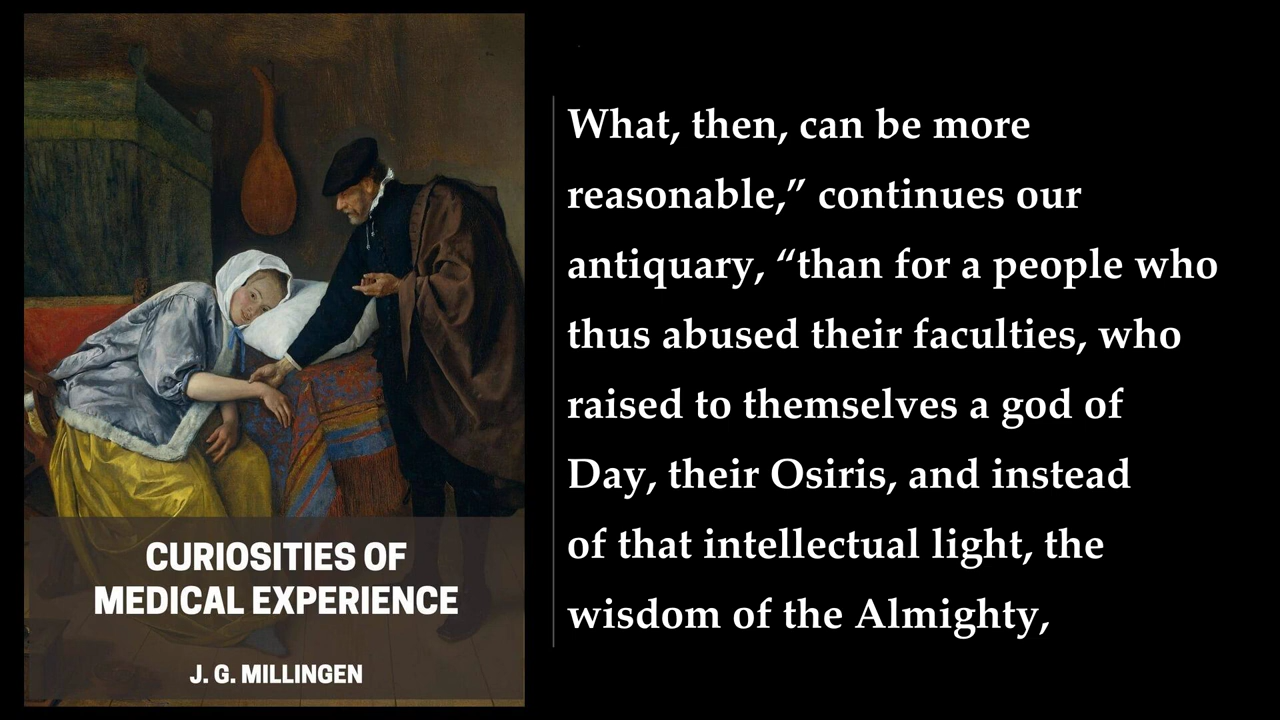 CURIOSITIES OF
MEDICAL EXPERIENCE
J. G. MILLINGEN
What, then, can be more
reasonable,” continues our
antiquary, “than for a people who
thus abused their faculties, who
raised to themselves a god of
Day, their Osiris, and instead
of that intellectual light, the
wisdom of the Almighty,